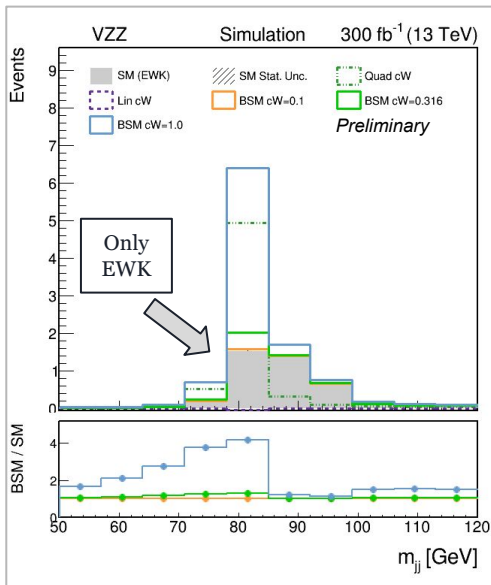 VZZ Simulation 300 fb⁻¹ (13 TeV)
Events
SM (EWK) SM Stat. Unc. Quad cW
Lin cW BSM cW=0.1 BSM cW=0.316
BSM cW=1.0 Preliminary
9
8
7
6
5
4
3
2
1
0
Only
EWK
BSM / SM
4
2
0
50 60 70 80 90 100 110 120
m_jj [GeV]